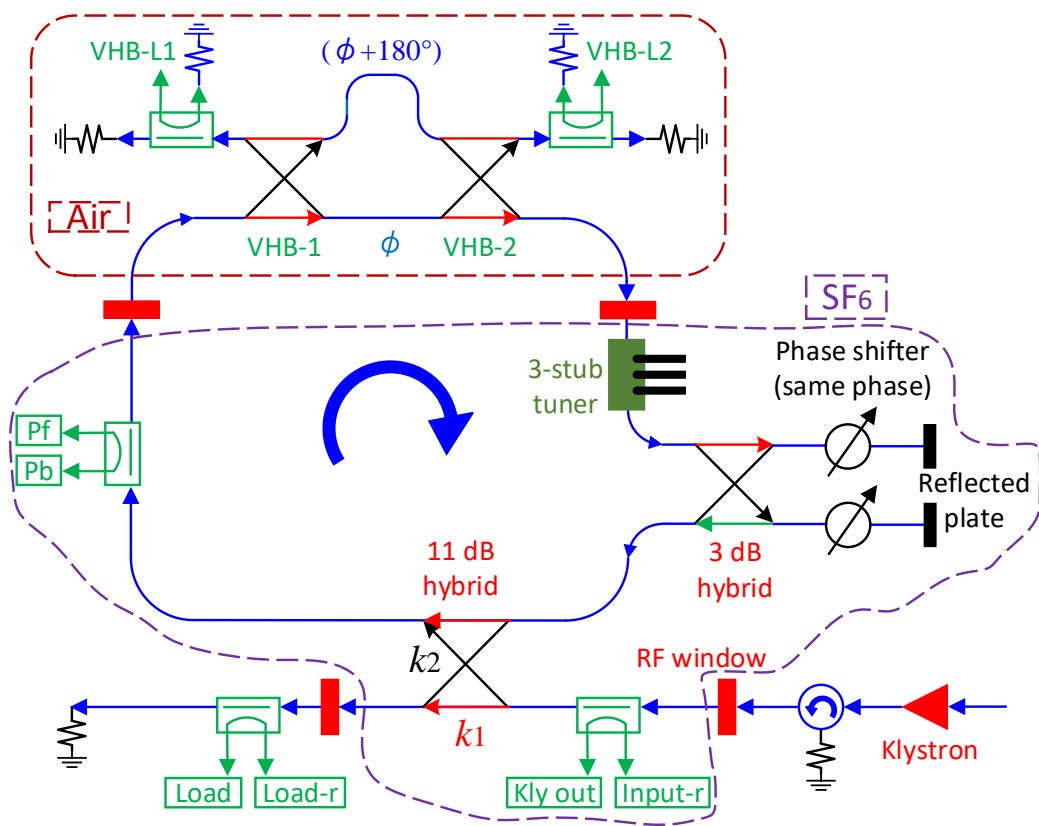 VHB-L1
(ϕ+180°)
VHB-L2
Air
VHB-1
ϕ
VHB-2
SF6
3-stub
tuner
Phase shifter
(same phase)
Pf
Pb
Reflected
plate
11 dB
hybrid
3 dB
hybrid
k2
RF window
k1
Klystron
Load
Load-r
Kly out
Input-r